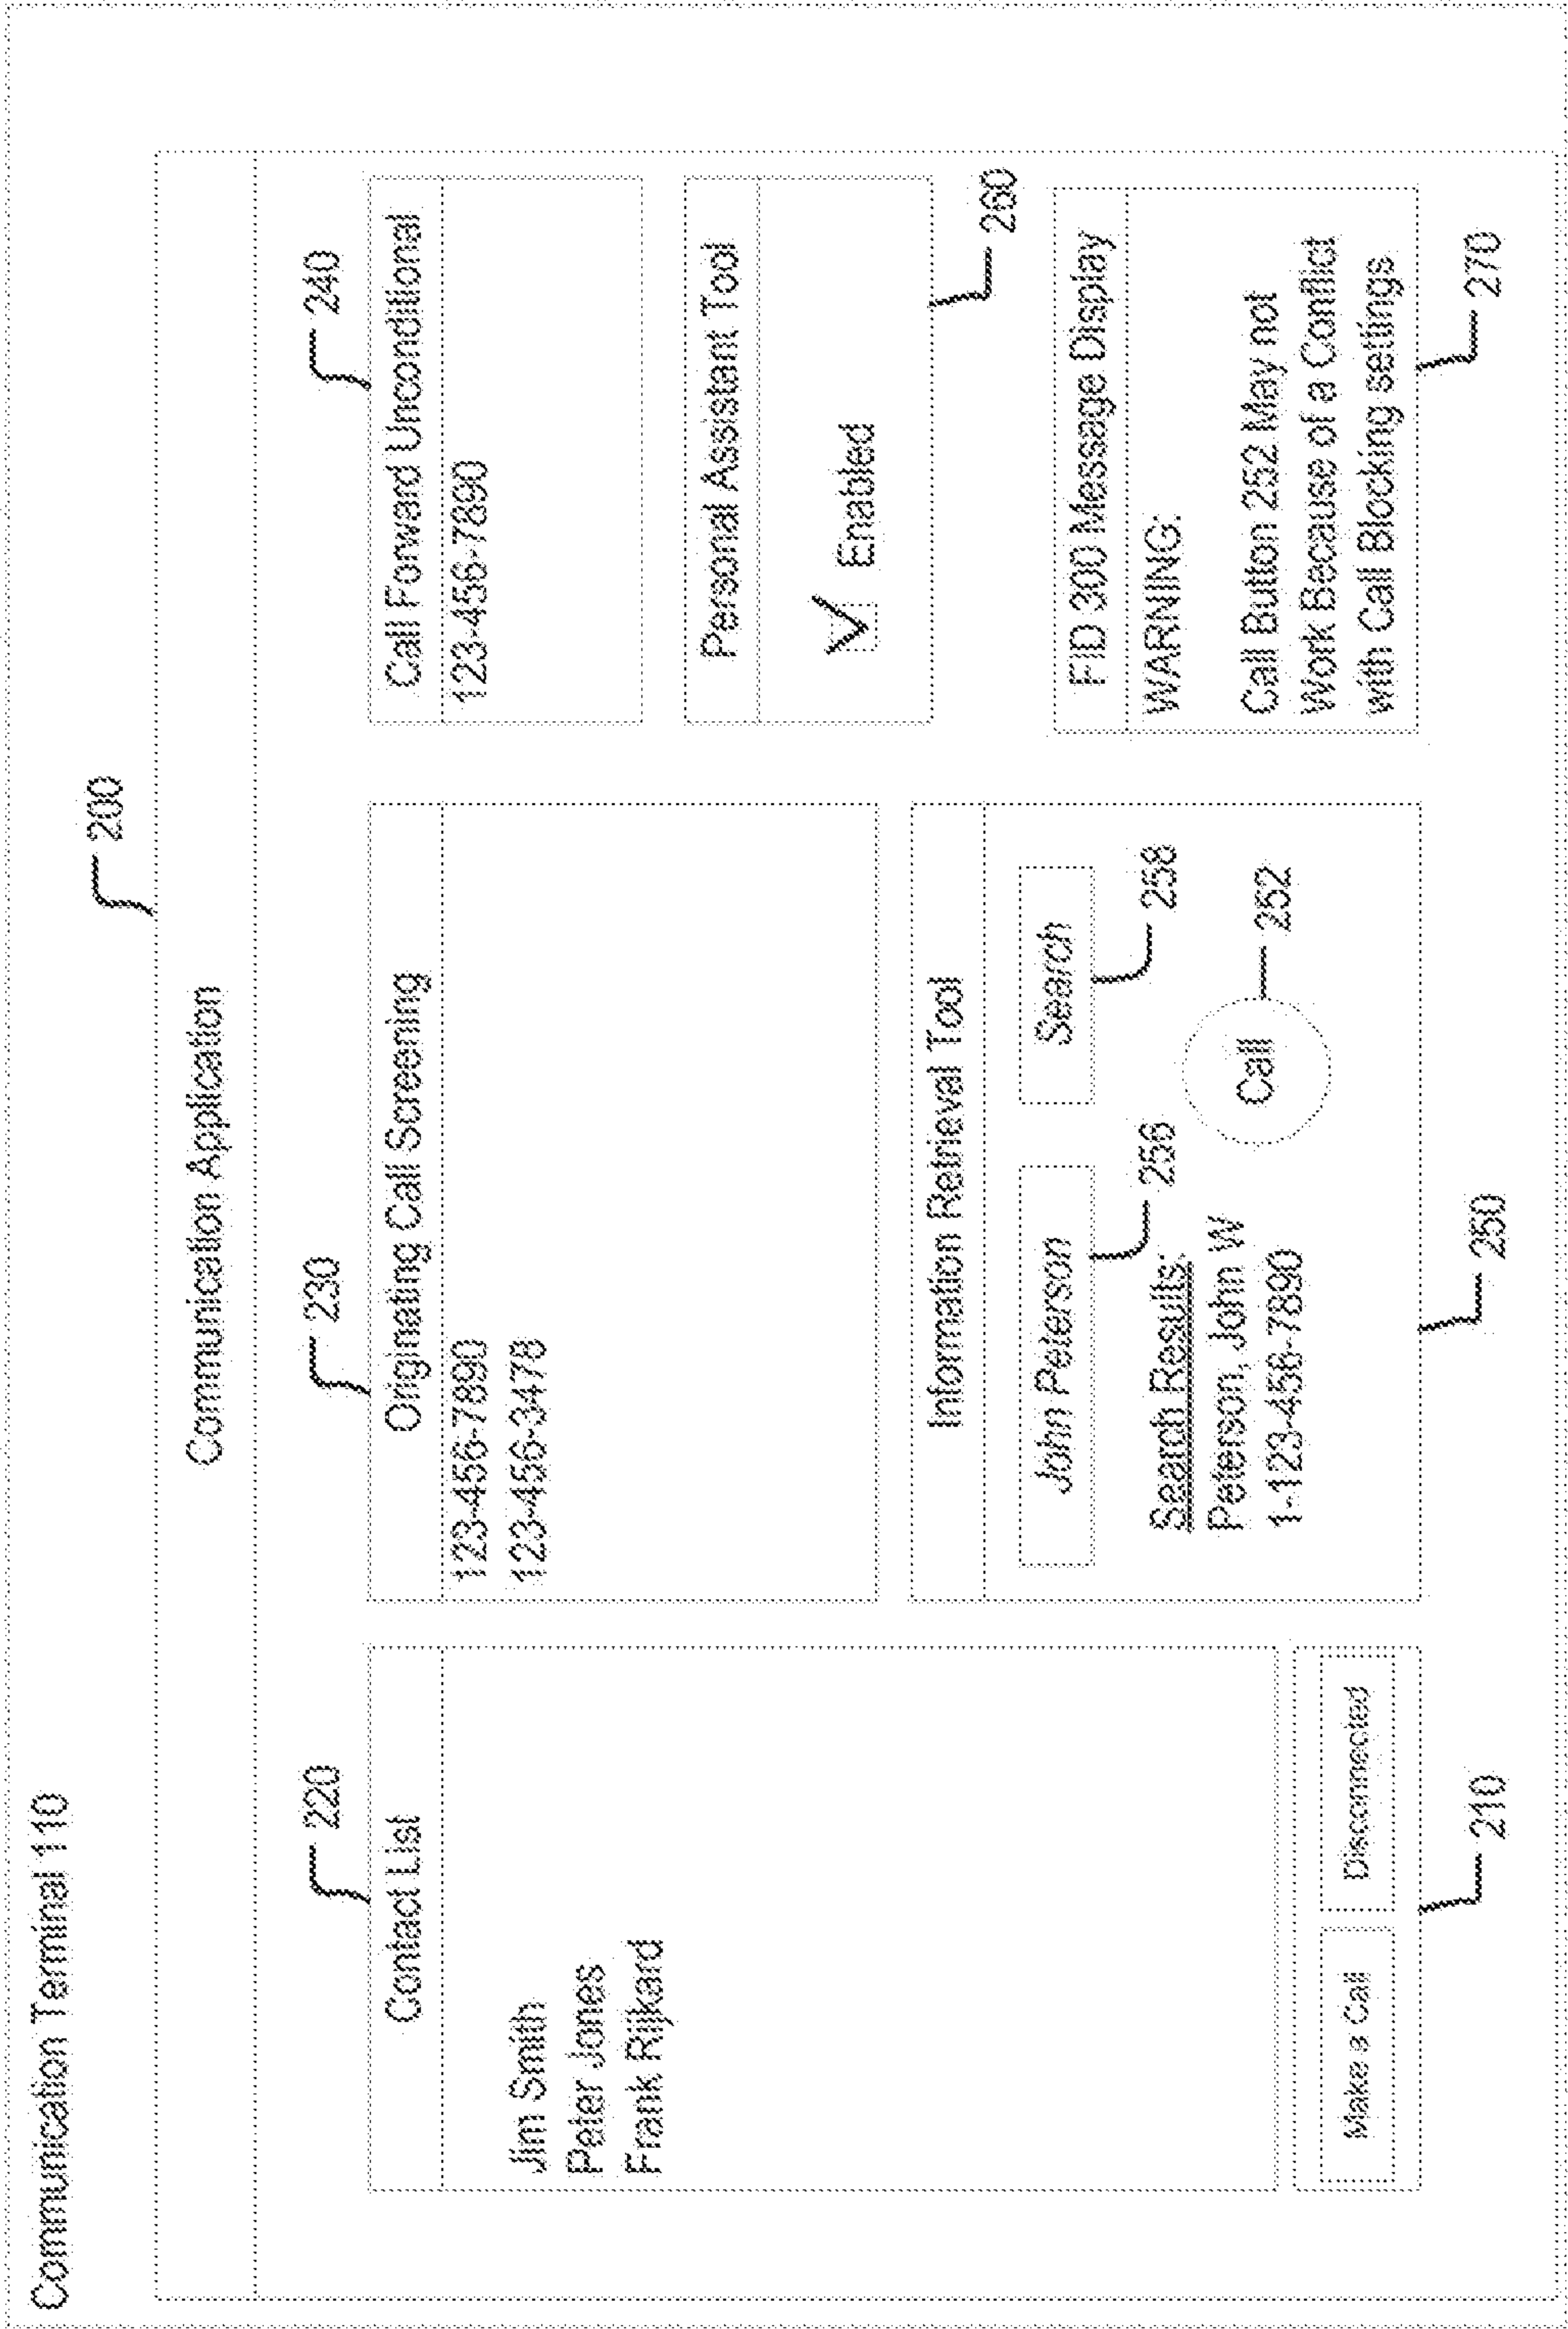 Communication Terminal 110
200
Communication Application
220
Contact List
Jim Smith
Peter Jones
Frank Rijkard
Make a Call
Disconnected
210
230
Originating Call Screening
123-456-7890
123-456-3478
Information Retrieval Tool
John Peterson
Search
256
258
Search Results:
Peterson, John W
1-123-456-7890
Call
252
250
240
Call Forward Unconditional
123-456-7890
Personal Assistant Tool
Enabled
260
FID 300 Message Display
WARNING:
Call Button 252 May not
Work Because of a Conflict
with Call Blocking settings
270